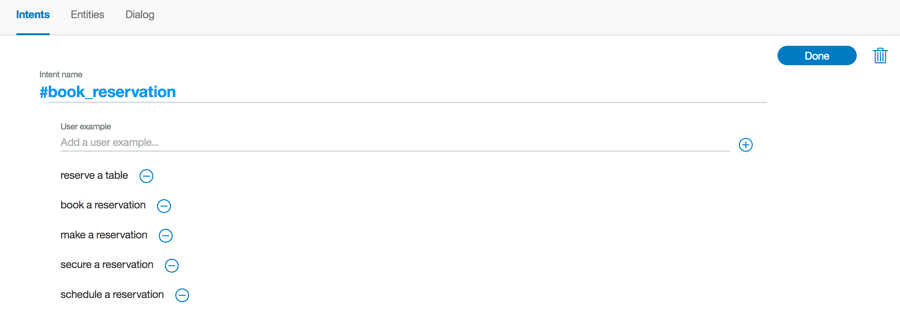 Intents Entities Dialog
Done
Intent name
#book_reservation
User example
Add a user example...
reserve a table
book a reservation
make a reservation
secure a reservation
schedule a reservation